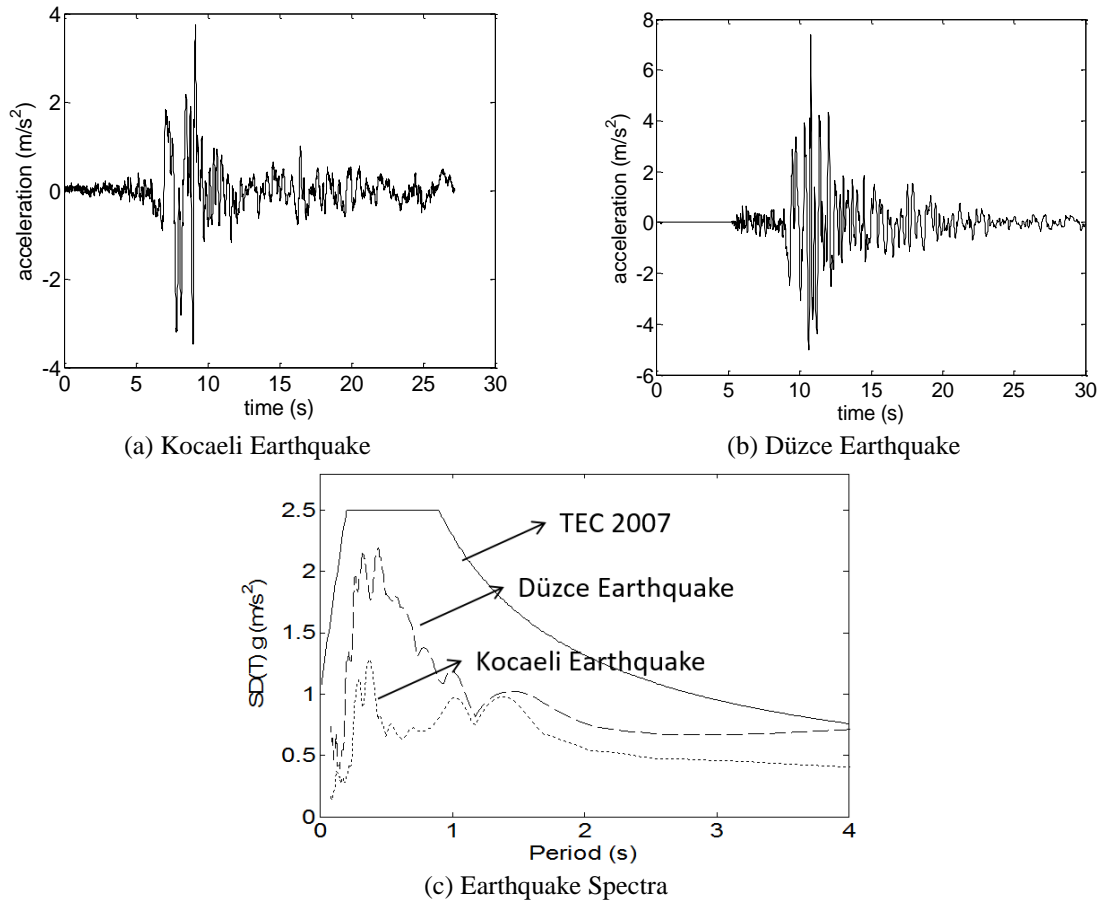 4
2
0
-2
-4
acceleration (m/s²)
0 5 10 15 20 25 30
time (s)
(a) Kocaeli Earthquake
8
6
4
2
0
-2
-4
-6
acceleration (m/s²)
0 5 10 15 20 25 30
time (s)
(b) Düzce Earthquake
2.5
2
1.5
1
0.5
0
SD(T) g (m/s²)
TEC 2007
Düzce Earthquake
Kocaeli Earthquake
0 1 2 3 4
Period (s)
(c) Earthquake Spectra